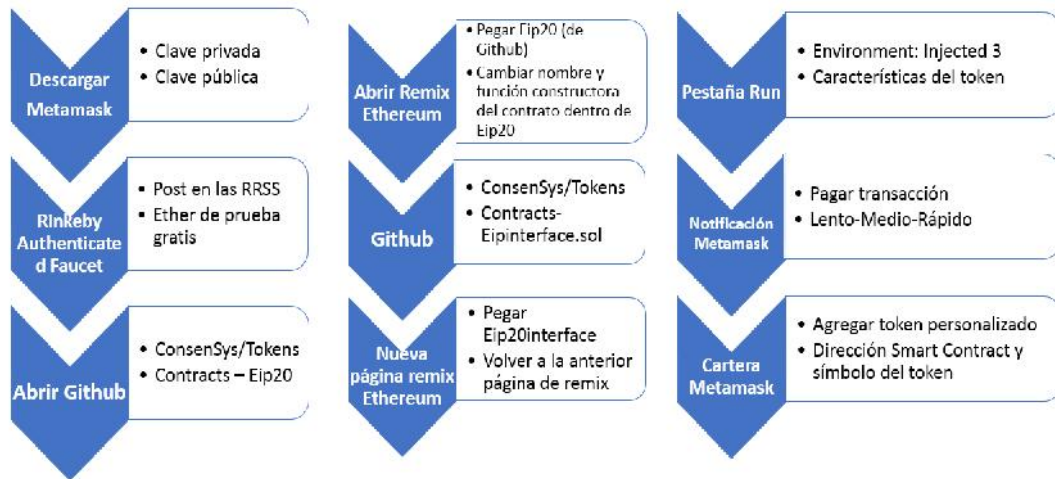 Descargar
Metamask
• Clave privada
• Clave pública
Rinkeby
Authenticate
d Faucet
• Post en las RRSS
• Ether de prueba
gratis
Abrir Github
• ConsenSys/Tokens
• Contracts – Eip20
Abrir Remix
Ethereum
• Pegar Eip20 (de
Github)
• Cambiar nombre y
función constructora
del contrato dentro de
Eip20
Github
• ConsenSys/Tokens
• Contracts-
Eipinterface.sol
Nueva
página remix
Ethereum
• Pegar
Eip20interface
• Volver a la anterior
página de remix
Pestaña Run
• Environment: Injected 3
• Características del token
Notificación
Metamask
• Pagar transacción
• Lento-Medio-Rápido
Cartera
Metamask
• Agregar token personalizado
• Dirección Smart Contract y
símbolo del token